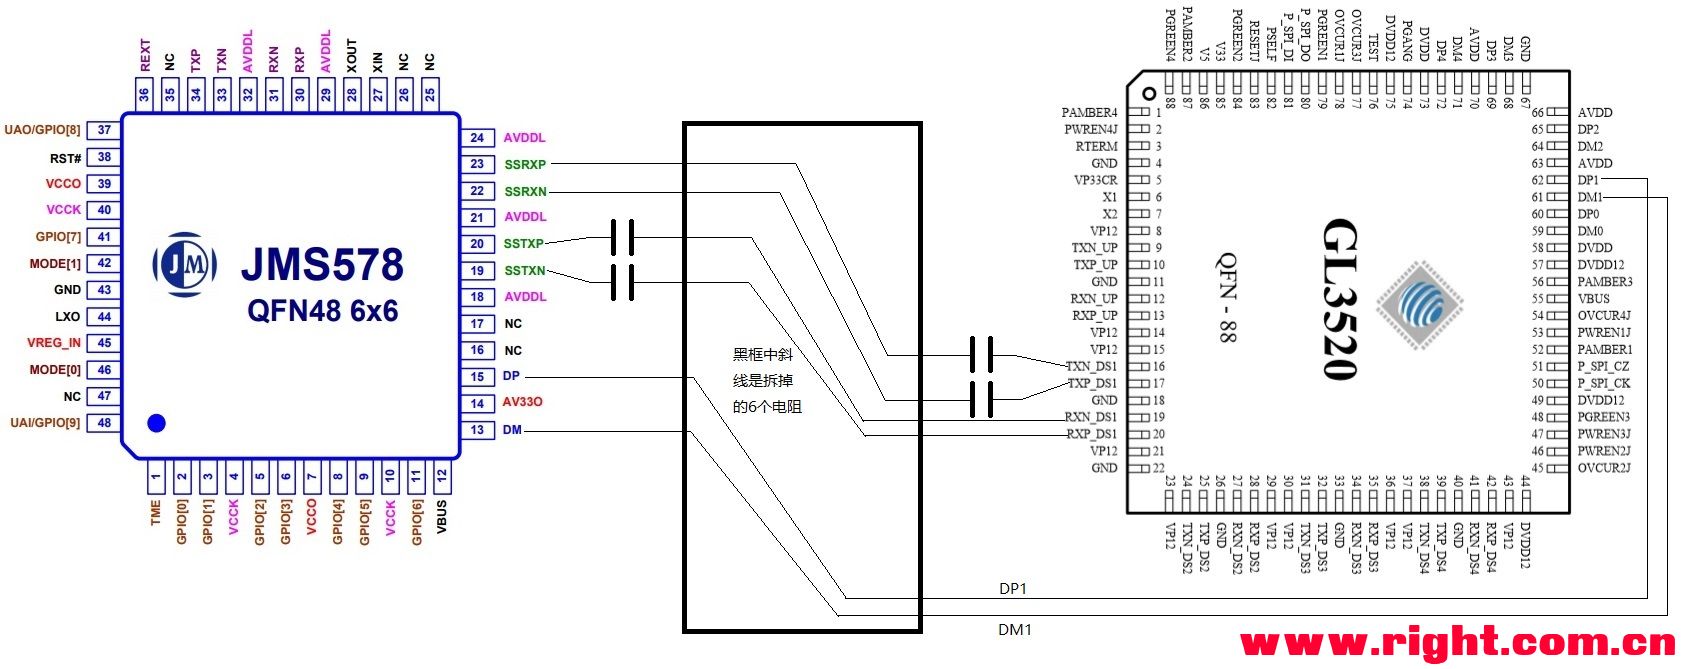 REXT
NC
TXP
TXN
AVDDL
RXN
RXP
AVDDL
XOUT
XIN
NC
NC
36
35
34
33
32
31
30
29
28
27
26
25
UAO/GPIO[8] 37
RST# 38
VCCO 39
VCCK 40
GPIO[7] 41
MODE[1] 42
GND 43
LXO 44
VREG_IN 45
MODE[0] 46
NC 47
UAI/GPIO[9] 48
JM
JMS578
QFN48 6x6
24 AVDDL
23 SSRXP
22 SSRXN
21 AVDDL
20 SSTXP
19 SSTXN
18 AVDDL
17 NC
16 NC
15 DP
14 AV33O
13 DM
1
2
3
4
5
6
7
8
9
10
11
12
TME
GPIO[0]
GPIO[1]
VCCK
GPIO[2]
GPIO[3]
VCCO
GPIO[4]
GPIO[5]
VCCK
GPIO[6]
VBUS
黑框中斜
线是拆掉
的6个电阻
DP1
DM1
PGREEN4
PAMBER2
V5
V33
PGREEN2
RESETJ
PSELF
P_SPI_DI
P_SPI_DO
PGREEN1
OVCUR1J
OVCUR3J
TEST
DVDD12
PGANG
DVDD
DP4
DM4
AVDD
DP3
DM3
GND
88
87
86
85
84
83
82
81
80
79
78
77
76
75
74
73
72
71
70
69
68
67
PAMBER4 1
PWREN4J 2
RTERM 3
GND 4
VP33CR 5
X1 6
X2 7
VP12 8
TXN_UP 9
TXP_UP 10
GND 11
RXN_UP 12
RXP_UP 13
VP12 14
VP12 15
TXN_DS1 16
TXP_DS1 17
GND 18
RXN_DS1 19
RXP_DS1 20
VP12 21
GND 22
QFN - 88
GL3520
66 AVDD
65 DP2
64 DM2
63 AVDD
62 DP1
61 DM1
60 DP0
59 DM0
58 DVDD
57 DVDD12
56 PAMBER3
55 VBUS
54 OVCUR4J
53 PWREN1J
52 PAMBER1
51 P_SPI_CZ
50 P_SPI_CK
49 DVDD12
48 PGREEN3
47 PWREN3J
46 PWREN2J
45 OVCUR2J
23
24
25
26
27
28
29
30
31
32
33
34
35
36
37
38
39
40
41
42
43
44
VP12
TXN_DS2
TXP_DS2
GND
RXN_DS2
RXP_DS2
VP12
VP12
TXN_DS3
TXP_DS3
GND
RXN_DS3
RXP_DS3
VP12
VP12
TXN_DS4
TXP_DS4
GND
RXN_DS4
RXP_DS4
VP12
DVDD12
www.right.com.cn